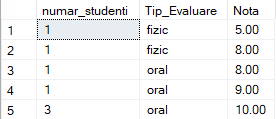 numar_studenti Tip_Evaluare Nota
1 1 fizic 5.00
2 1 fizic 8.00
3 1 oral 8.00
4 1 oral 9.00
5 3 oral 10.00